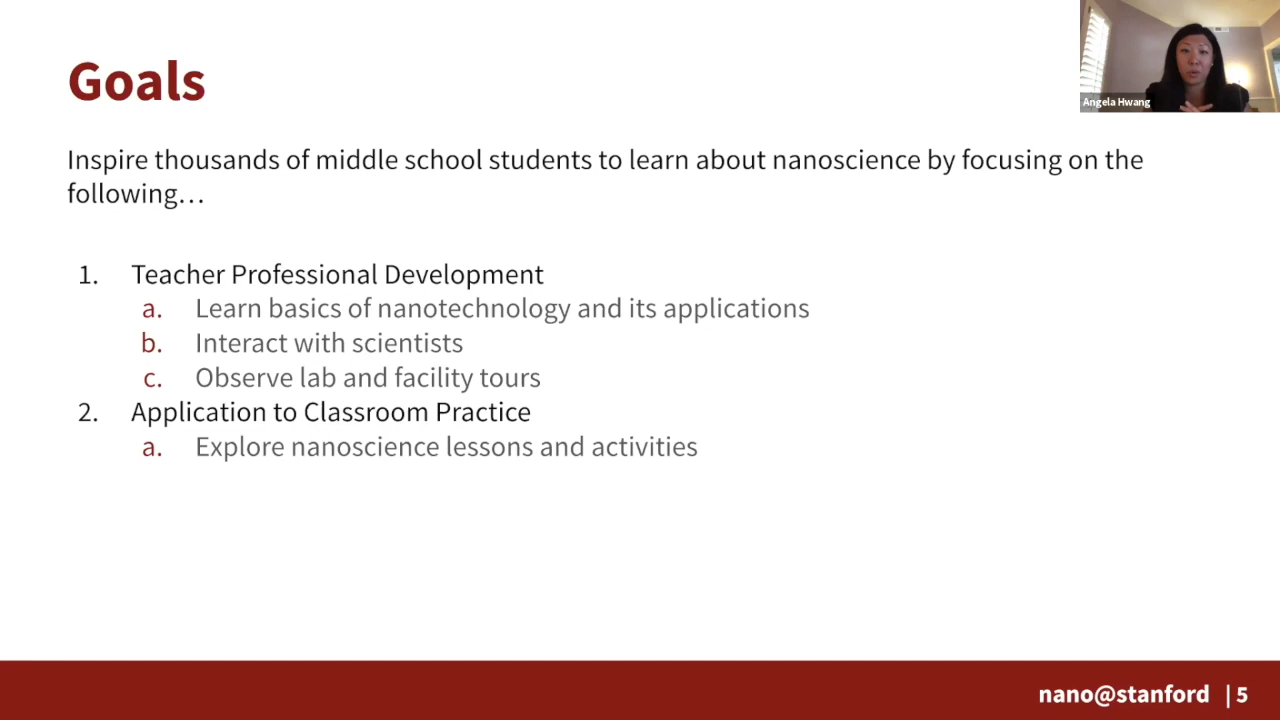 Goals
Angela Hwang
Inspire thousands of middle school students to learn about nanoscience by focusing on the
following…
1. Teacher Professional Development
a. Learn basics of nanotechnology and its applications
b. Interact with scientists
c. Observe lab and facility tours
2. Application to Classroom Practice
a. Explore nanoscience lessons and activities
nano@stanford | 5